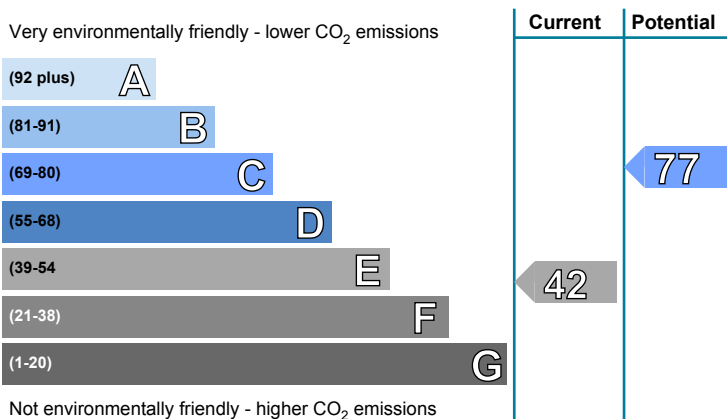 Current Potential
Very environmentally friendly - lower CO2 emissions
(92 plus) A
(81-91) B
(69-80) C 77
(55-68) D
(39-54 E 42
(21-38) F
(1-20) G
Not environmentally friendly - higher CO2 emissions